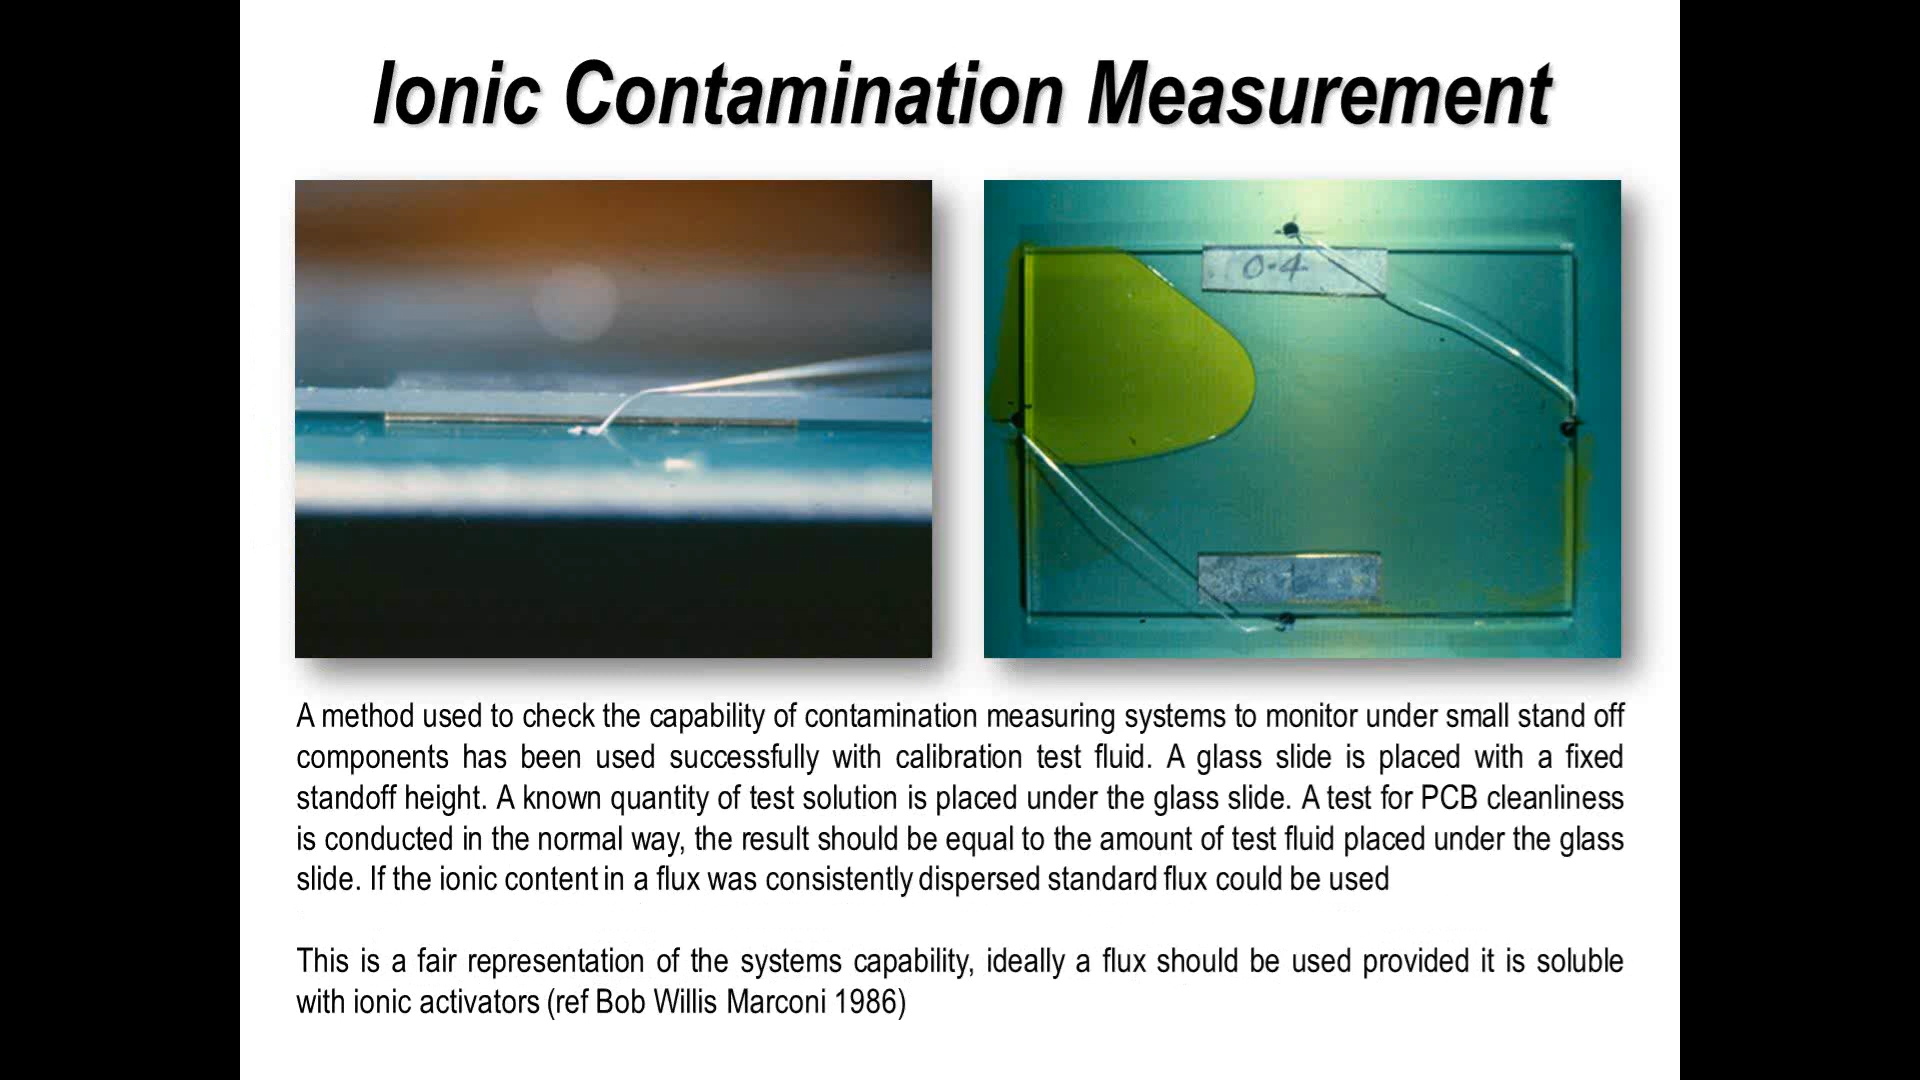 Ionic Contamination Measurement
0-4
A method used to check the capability of contamination measuring systems to monitor under small stand off
components has been used successfully with calibration test fluid. A glass slide is placed with a fixed
standoff height. A known quantity of test solution is placed under the glass slide. A test for PCB cleanliness
is conducted in the normal way, the result should be equal to the amount of test fluid placed under the glass
slide. If the ionic content in a flux was consistently dispersed standard flux could be used
This is a fair representation of the systems capability, ideally a flux should be used provided it is soluble
with ionic activators (ref Bob Willis Marconi 1986)